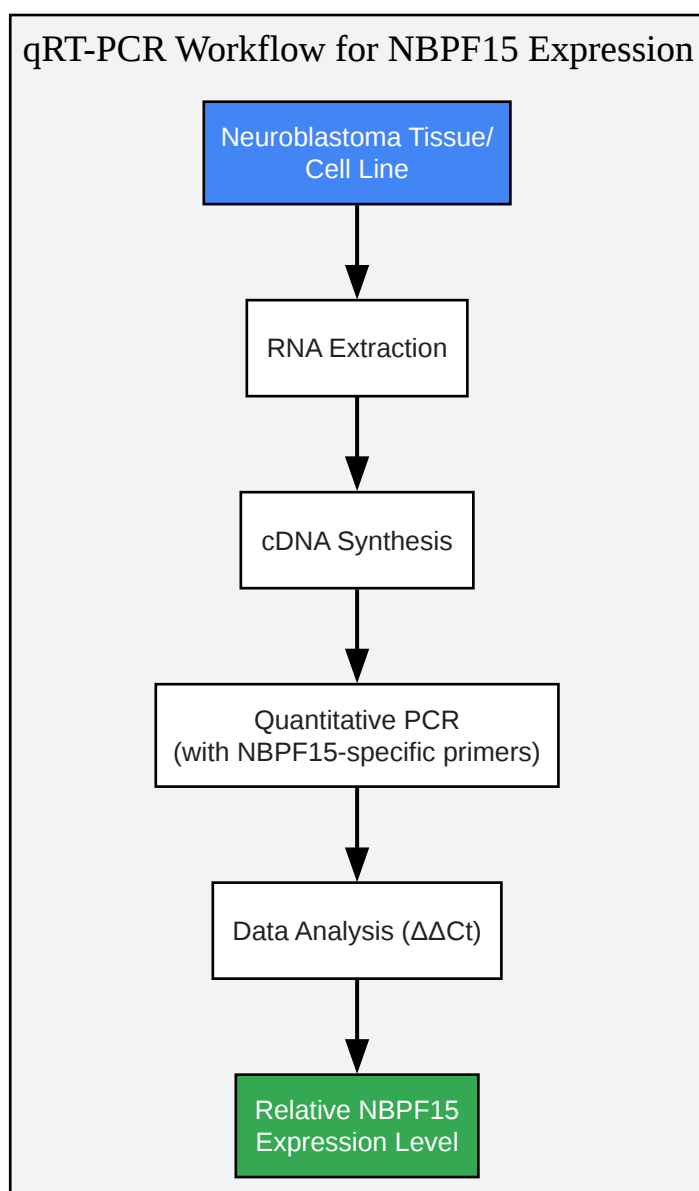 qRT-PCR Workflow for NBPF15 Expression
Neuroblastoma Tissue/
Cell Line
RNA Extraction
cDNA Synthesis
Quantitative PCR
(with NBPF15-specific primers)
Data Analysis (ΔΔCt)
Relative NBPF15
Expression Level